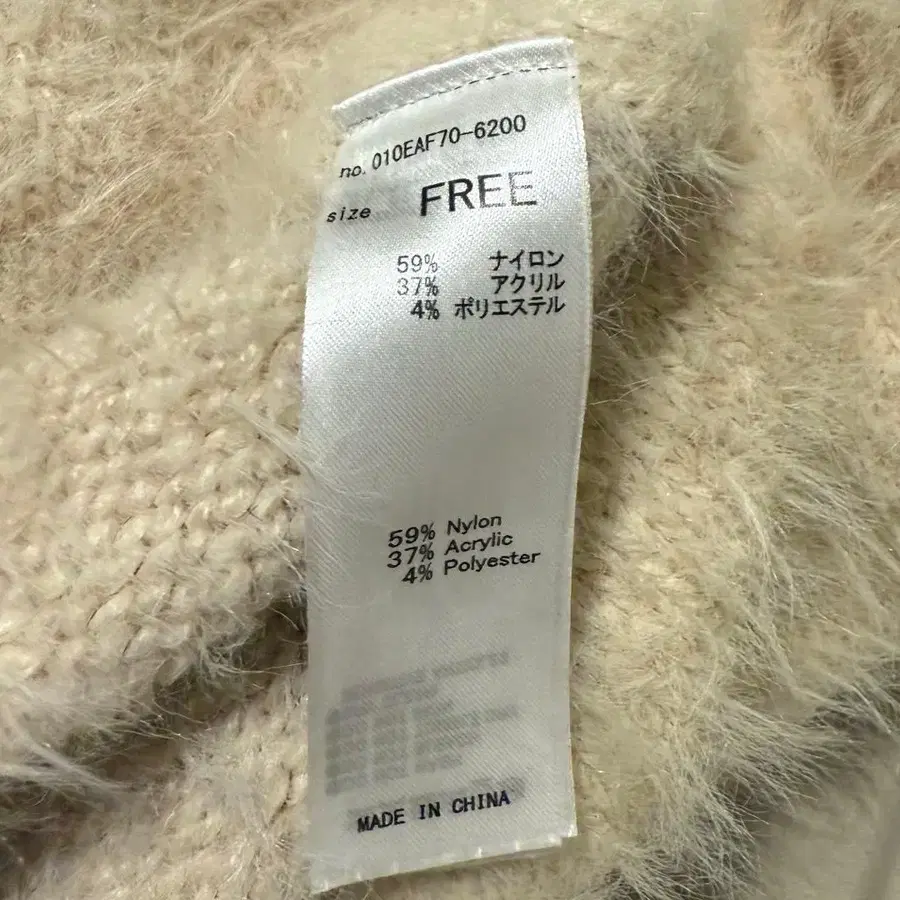 no. 010EAF70-6200
size FREE
59% ナイロン
37% アクリル
4% ポリエステル
59% Nylon
37% Acrylic
4% Polyester
MADE IN CHINA